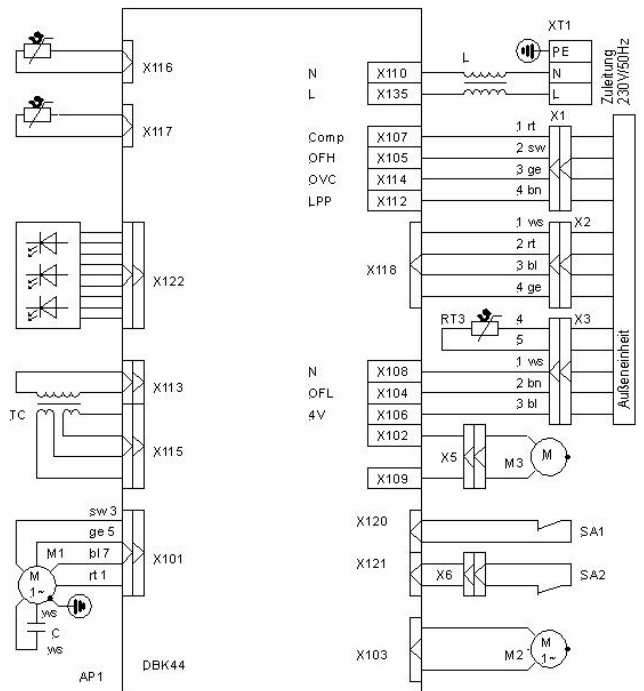 XT1
PE
N
L
Zuleitung
230V/50Hz
L
X116
X117
N X110
L X135
X1
Comp X107 1 rt
OFH X105 2 sw
OVC X114 3 ge
LPP X112 4 bn
X122
X118
1 ws X2
2 rt
3 bl
4 ge
RT3 4 X3
5
Außeneinheit
TC
X113
X115
N X108 1 ws
OFL X104 2 bn
4V X106 3 bl
X102
X5 M3 M
X109
sw 3
ge 5
M1 bl 7
rt 1
X101
M
1~
ws
C
ws
X120 SA1
X121 X6 SA2
X103 M2 M
1~
AP1 DBK44